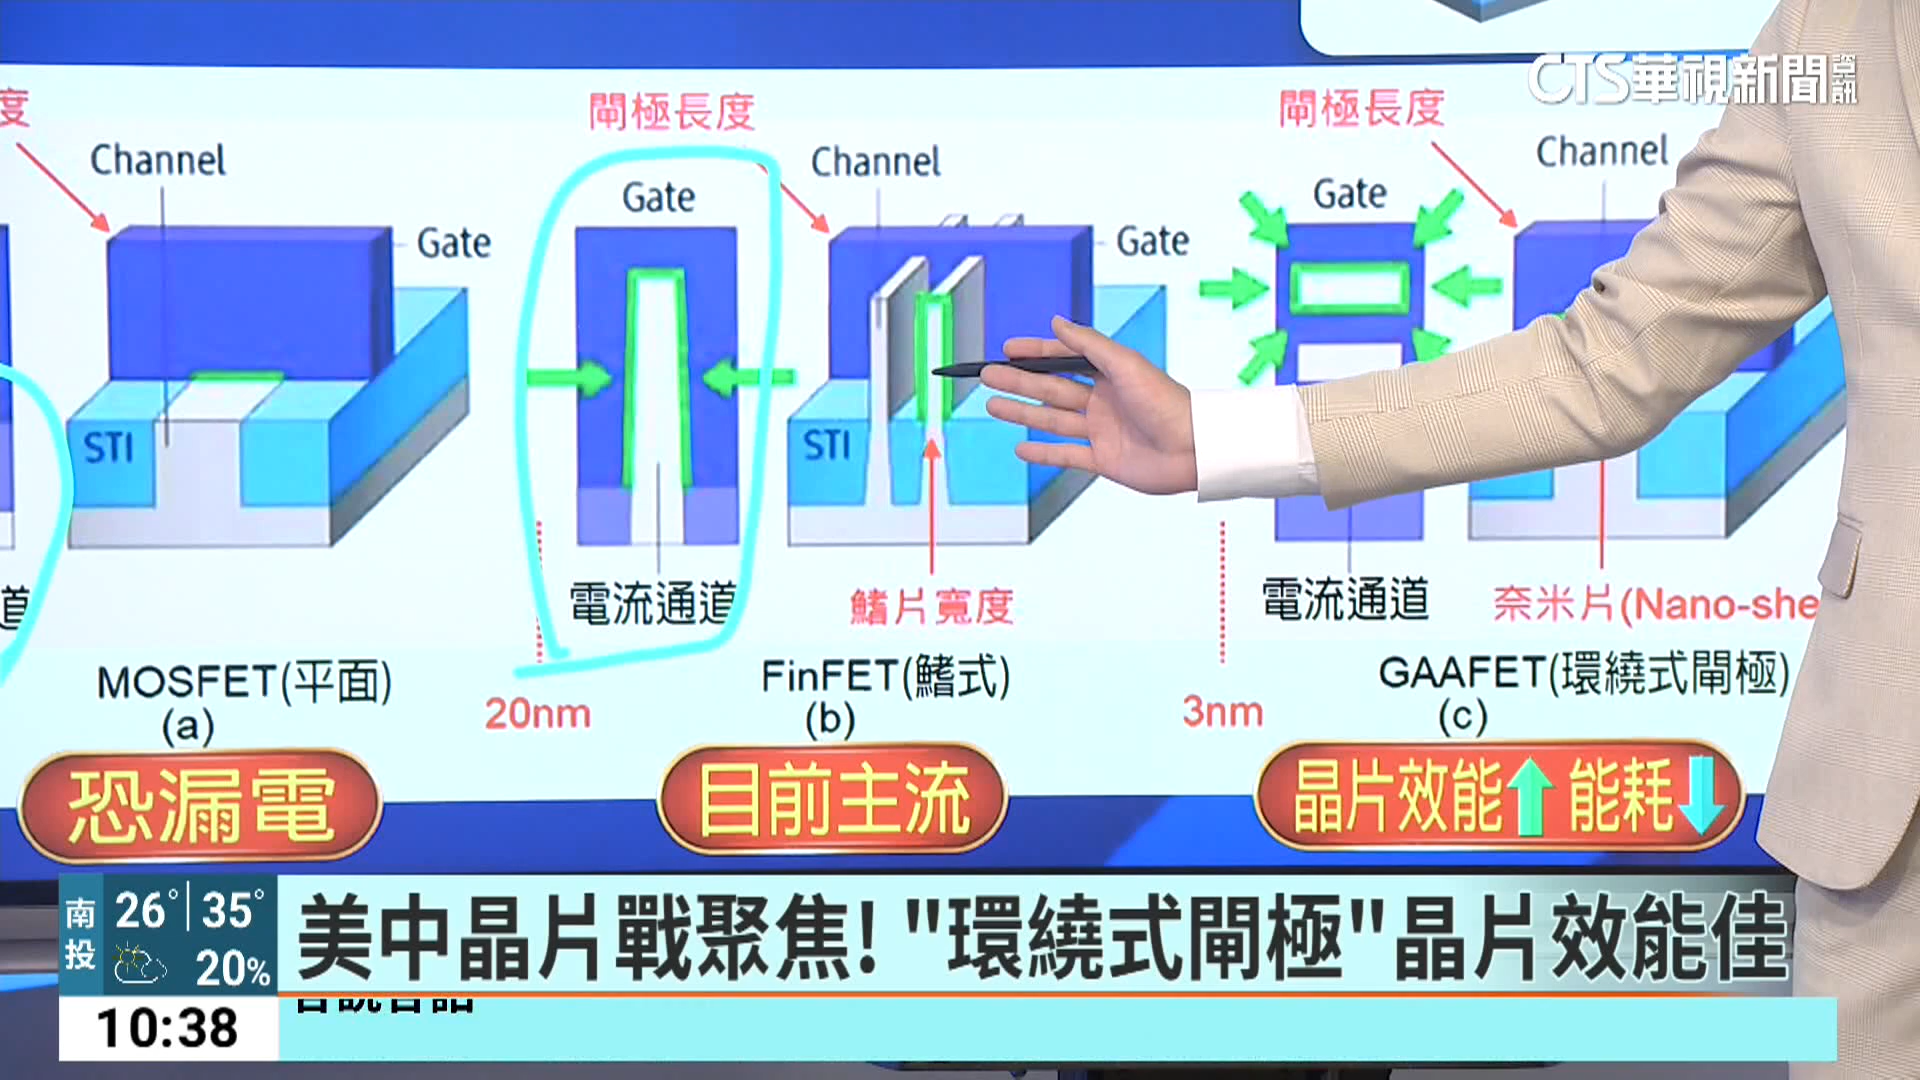 CTS華視新聞資訊
度
閘極長度
閘極長度
Channel
Gate
Channel
Gate
Channel
Gate
Gate
STI
STI
道
電流通道
鰭片寬度
電流通道
奈米片(Nano-she
MOSFET(平面)
(a)
20nm
FinFET(鰭式)
(b)
3nm
GAAFET(環繞式閘極)
(c)
恐漏電
目前主流
晶片效能 能耗
南投
26° 35°
20%
美中晶片戰聚焦!"環繞式閘極"晶片效能佳
10:38